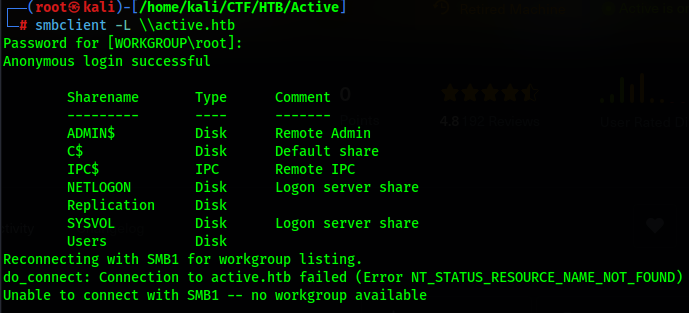 ┌──(root㉿kali)-[/home/kali/CTF/HTB/Active]
└─# smbclient -L \\active.htb
Password for [WORKGROUP\root]:
Anonymous login successful
Sharename       Type      Comment
---------       ----      -------
ADMIN$          Disk      Remote Admin
C$              Disk      Default share
IPC$            IPC       Remote IPC
NETLOGON        Disk      Logon server share
Replication     Disk
SYSVOL          Disk      Logon server share
Users           Disk
Reconnecting with SMB1 for workgroup listing.
do_connect: Connection to active.htb failed (Error NT_STATUS_RESOURCE_NAME_NOT_FOUND)
Unable to connect with SMB1 -- no workgroup available
0
4.8